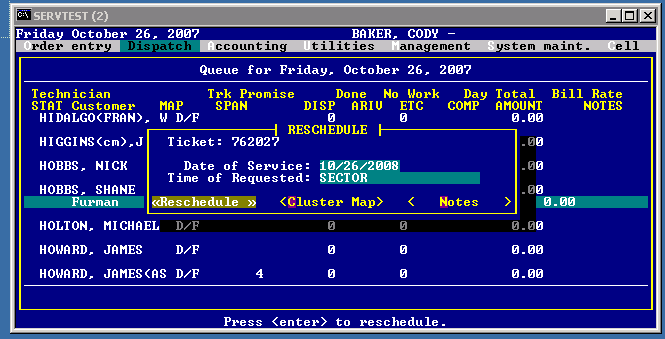 SERVTEST (2)
Friday October 26, 2007 BAKER, CODY -
Order entry Dispatch Accounting Utilities Management System maint. Cell
Queue for Friday, October 26, 2007
Technician Trk Promise Done No Work Day Total Bill Rate
STAT Customer MAP SPAN DISP ARIV ETC COMP AMOUNT NOTES
HIDALGO(FRAN), W D/F 0 0 0.00
RESCHEDULE
HIGGINS(cm),J Ticket: 762027 .00
HOBBS, NICK Date of Service: 10/26/2008 .00
Time of Requested: SECTOR
HOBBS, SHANE .00
Furman «Reschedule » <Cluster Map> < Notes > 0.00
HOLTON, MICHAEL D/F 0 0 0.00
HOWARD, JAMES D/F 0 0 0.00
HOWARD, JAMES(AS D/F 4 0 0 0.00
Press <enter> to reschedule.